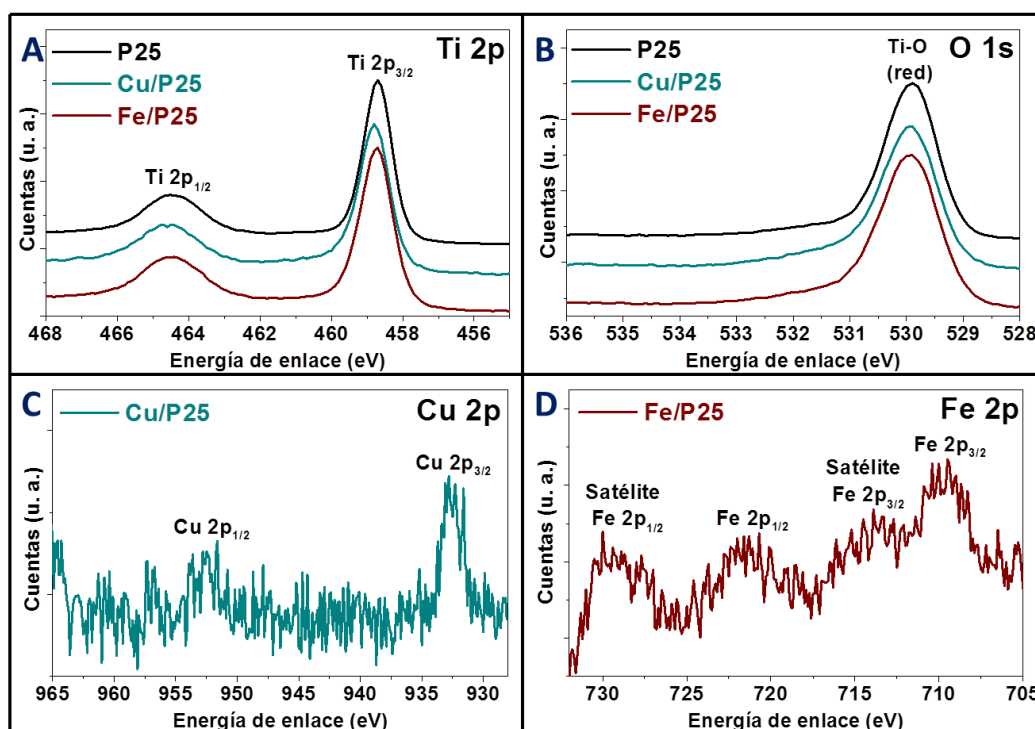 A
P25
Cu/P25
Fe/P25
Ti 2p
Ti 2p3/2
Ti 2p1/2
Cuentas (u. a.)
468 466 464 462 460 458 456
Energía de enlace (eV)
B
P25
Cu/P25
Fe/P25
Ti-O
(red)
O 1s
Cuentas (u. a.)
536 535 534 533 532 531 530 529 528
Energía de enlace (eV)
C
Cu/P25
Cu 2p
Cu 2p3/2
Cu 2p1/2
Cuentas (u. a.)
965 960 955 950 945 940 935 930
Energía de enlace (eV)
D
Fe/P25
Fe 2p
Fe 2p3/2
Satélite
Fe 2p3/2
Fe 2p1/2
Satélite
Fe 2p1/2
Cuentas (u. a.)
730 725 720 715 710 705
Energía de enlace (eV)